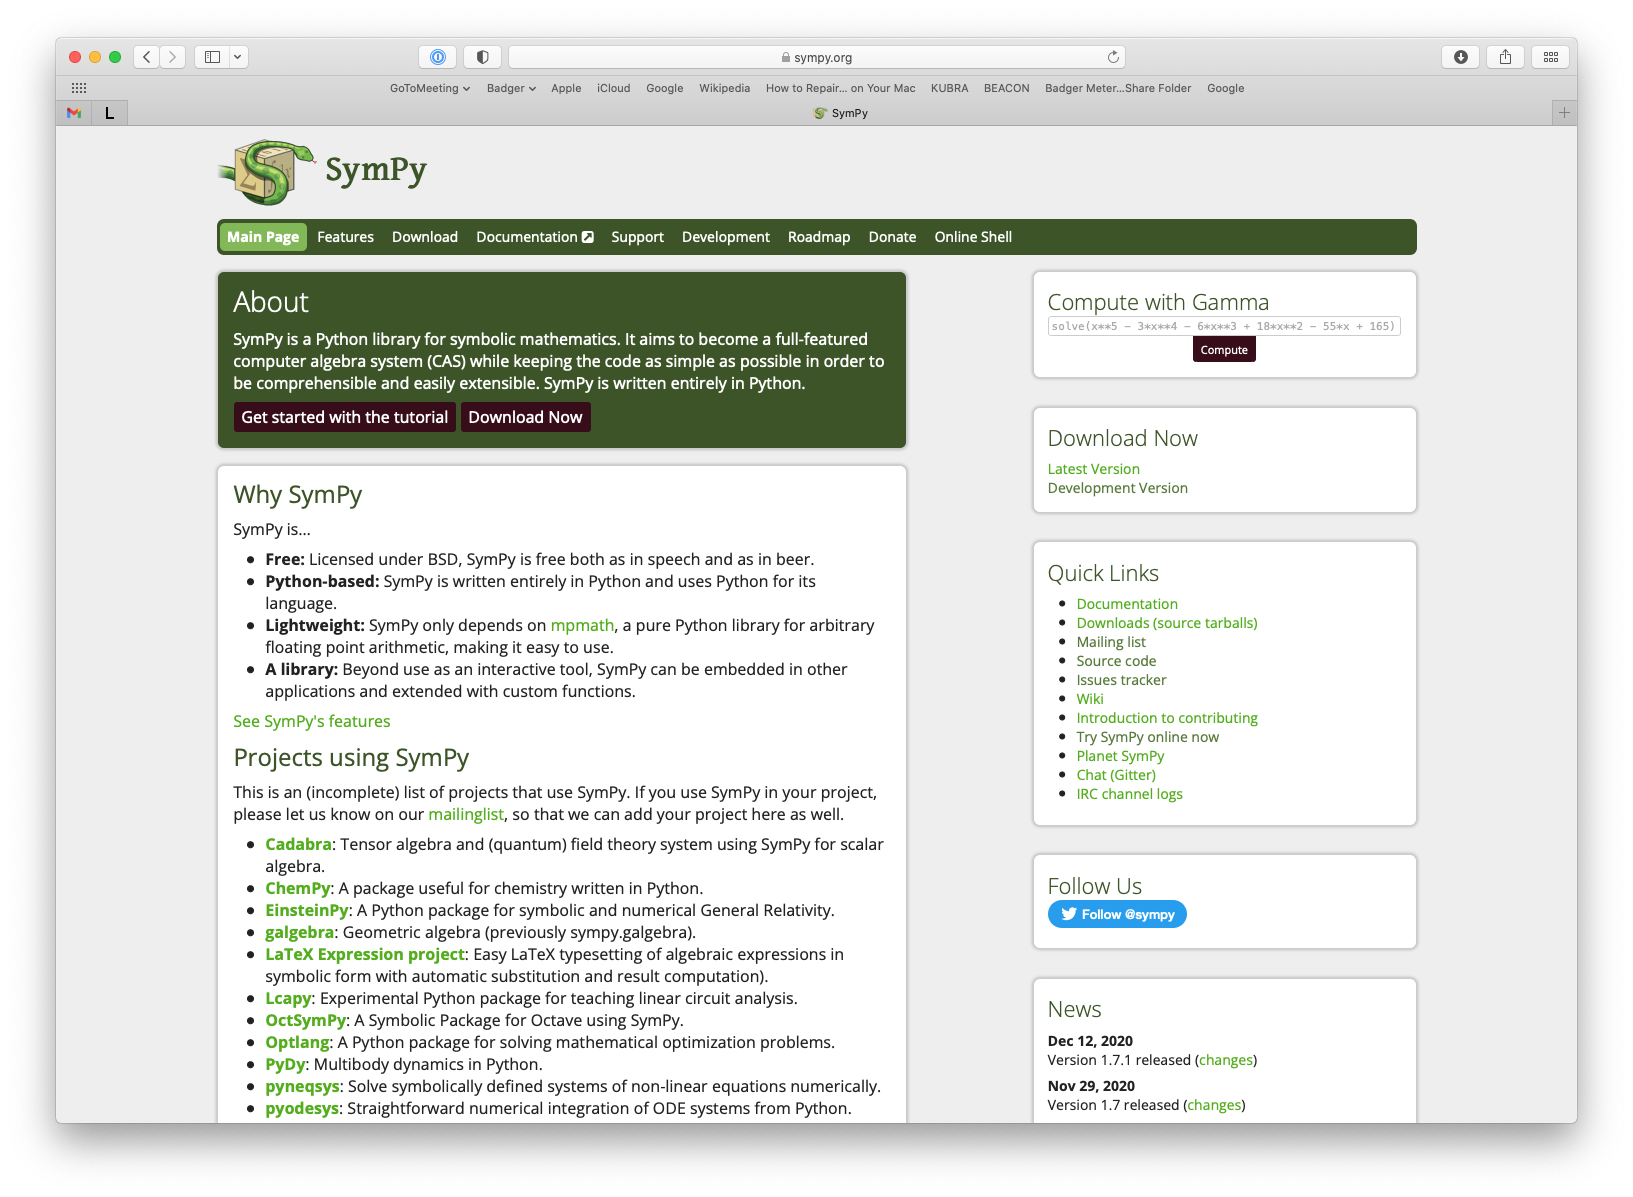 sympy.org
GoToMeeting Badger Apple iCloud Google Wikipedia How to Repair... on Your Mac KUBRA BEACON Badger Meter...Share Folder Google
L
SymPy
SymPy
Main Page Features Download Documentation Support Development Roadmap Donate Online Shell
About
SymPy is a Python library for symbolic mathematics. It aims to become a full-featured
computer algebra system (CAS) while keeping the code as simple as possible in order to
be comprehensible and easily extensible. SymPy is written entirely in Python.
Get started with the tutorial Download Now
Why SymPy
SymPy is...
Free: Licensed under BSD, SymPy is free both as in speech and as in beer.
Python-based: SymPy is written entirely in Python and uses Python for its
language.
Lightweight: SymPy only depends on mpmath, a pure Python library for arbitrary
floating point arithmetic, making it easy to use.
A library: Beyond use as an interactive tool, SymPy can be embedded in other
applications and extended with custom functions.
See SymPy's features
Projects using SymPy
This is an (incomplete) list of projects that use SymPy. If you use SymPy in your project,
please let us know on our mailinglist, so that we can add your project here as well.
Cadabra: Tensor algebra and (quantum) field theory system using SymPy for scalar
algebra.
ChemPy: A package useful for chemistry written in Python.
EinsteinPy: A Python package for symbolic and numerical General Relativity.
galgebra: Geometric algebra (previously sympy.galgebra).
LaTeX Expression project: Easy LaTeX typesetting of algebraic expressions in
symbolic form with automatic substitution and result computation).
Lcapy: Experimental Python package for teaching linear circuit analysis.
OctSymPy: A Symbolic Package for Octave using SymPy.
Optlang: A Python package for solving mathematical optimization problems.
PyDy: Multibody dynamics in Python.
pyneqsys: Solve symbolically defined systems of non-linear equations numerically.
pyodesys: Straightforward numerical integration of ODE systems from Python.
Compute with Gamma
solve(x**5 - 3*x**4 - 6*x**3 + 18*x**2 - 55*x + 165)
Compute
Download Now
Latest Version
Development Version
Quick Links
Documentation
Downloads (source tarballs)
Mailing list
Source code
Issues tracker
Wiki
Introduction to contributing
Try SymPy online now
Planet SymPy
Chat (Gitter)
IRC channel logs
Follow Us
Follow @sympy
News
Dec 12, 2020
Version 1.7.1 released (changes)
Nov 29, 2020
Version 1.7 released (changes)